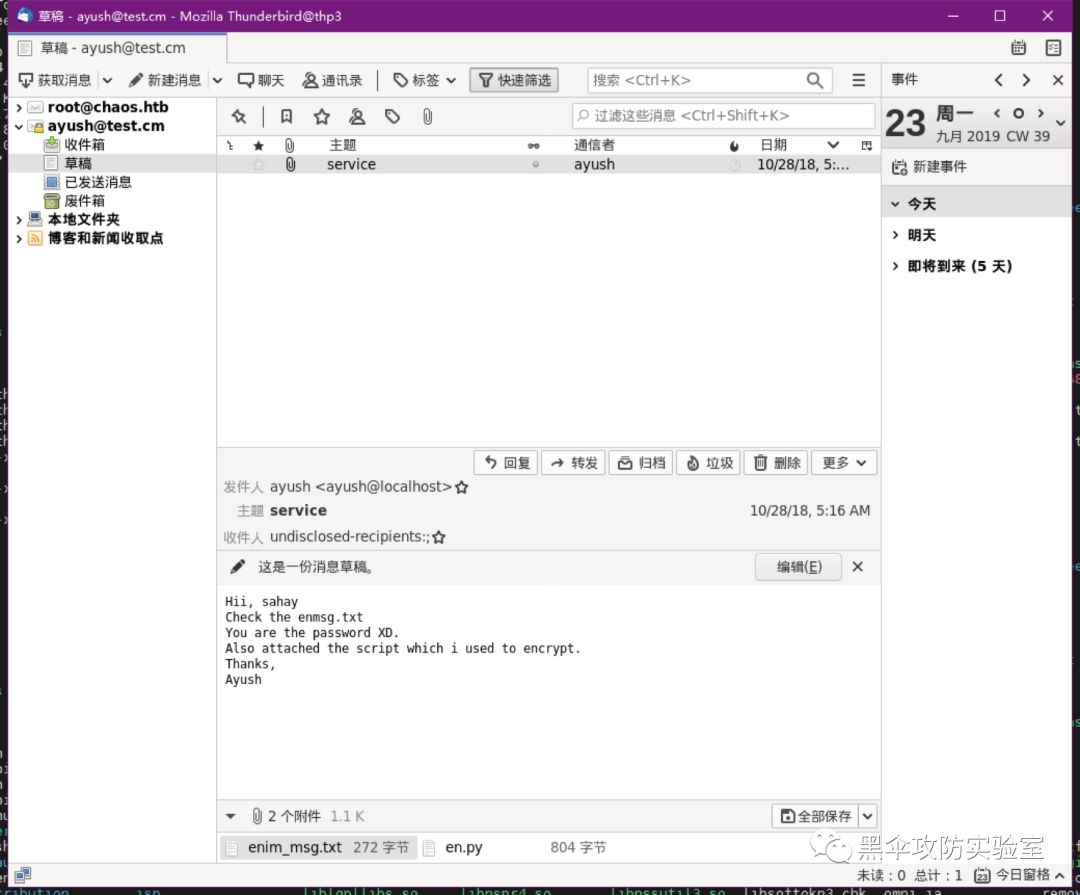 草稿 - ayush@test.cm - Mozilla Thunderbird@thp3
草稿 - ayush@test.cm
获取消息 新建消息 聊天 通讯录 标签 快速筛选 搜索 <Ctrl+K>
事件
root@chaos.htb
ayush@test.cm
收件箱
草稿
已发送消息
废件箱
本地文件夹
博客和新闻收取点
过滤这些消息 <Ctrl+Shift+K>
主题 通信者 日期
service ayush 10/28/18, 5:...
23 周一
九月 2019 CW 39
新建事件
今天
明天
即将到来 (5 天)
回复 转发 归档 垃圾 删除 更多
发件人 ayush <ayush@localhost>
主题 service 10/28/18, 5:16 AM
收件人 undisclosed-recipients:;
这是一份消息草稿。 编辑(E)
Hii, sahay
Check the enmsg.txt
You are the password XD.
Also attached the script which i used to encrypt.
Thanks,
Ayush
2 个附件 1.1 K 全部保存
enim_msg.txt 272 字节 en.py 804 字节
黑伞攻防实验室
未读：0 总计：1 今日窗格